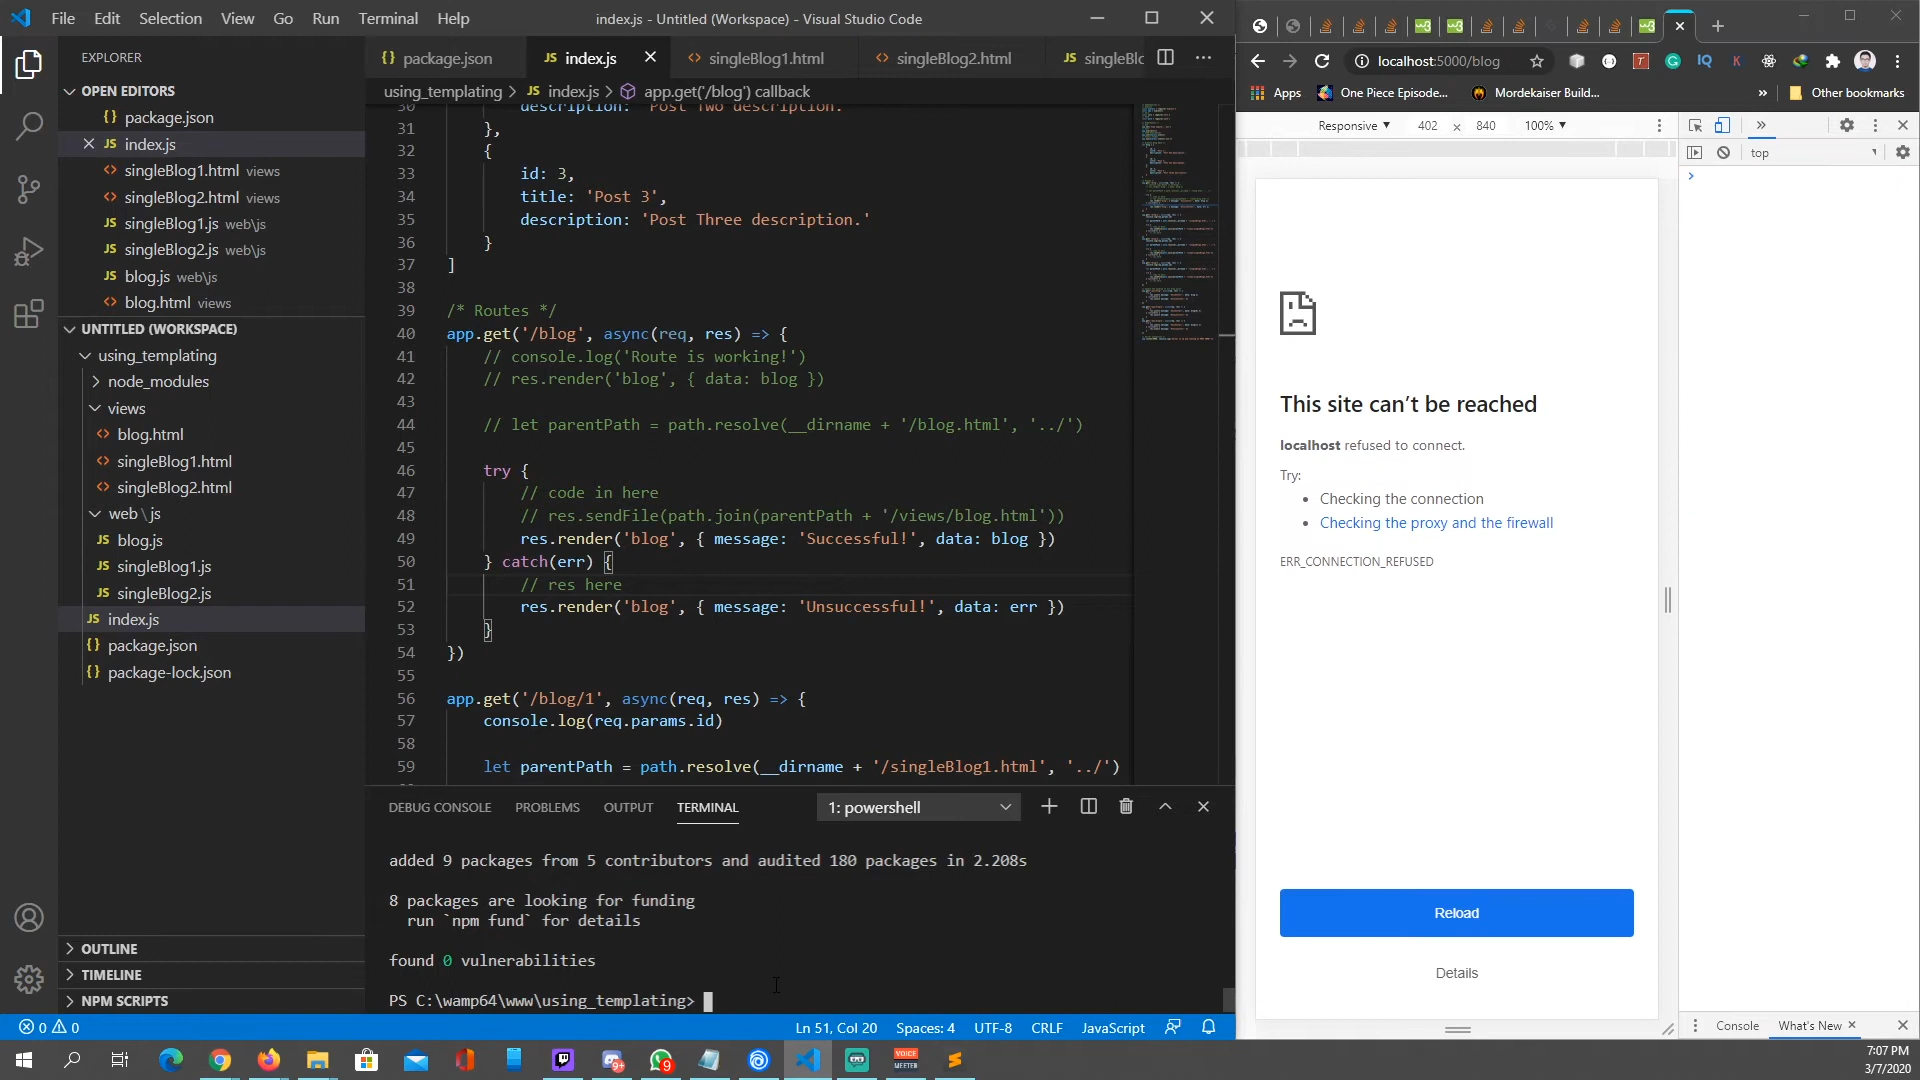 File Edit Selection View Go Run Terminal Help
index.js - Untitled (Workspace) - Visual Studio Code
EXPLORER
OPEN EDITORS
package.json
index.js
singleBlog1.html views
singleBlog2.html views
singleBlog1.js web\js
singleBlog2.js web\js
blog.js web\js
blog.html views
UNTITLED (WORKSPACE)
using_templating
node_modules
views
blog.html
singleBlog1.html
singleBlog2.html
web\js
blog.js
singleBlog1.js
singleBlog2.js
index.js
package.json
package-lock.json
OUTLINE
TIMELINE
NPM SCRIPTS
package.json index.js singleBlog1.html singleBlog2.html singleBlo
using_templating > index.js > app.get('/blog') callback
30 description: 'Post Two description.'
31 },
32 {
33 id: 3,
34 title: 'Post 3',
35 description: 'Post Three description.'
36 }
37 ]
38
39 /* Routes */
40 app.get('/blog', async(req, res) => {
41 // console.log('Route is working!')
42 // res.render('blog', { data: blog })
43
44 // let parentPath = path.resolve(__dirname + '/blog.html', '../')
45
46 try {
47 // code in here
48 // res.sendFile(path.join(parentPath + '/views/blog.html'))
49 res.render('blog', { message: 'Successful!', data: blog })
50 } catch(err) {
51 // res here
52 res.render('blog', { message: 'Unsuccessful!', data: err })
53 }
54 })
55
56 app.get('/blog/1', async(req, res) => {
57 console.log(req.params.id)
58
59 let parentPath = path.resolve(__dirname + '/singleBlog1.html', '../')
DEBUG CONSOLE PROBLEMS OUTPUT TERMINAL 1: powershell
added 9 packages from 5 contributors and audited 180 packages in 2.208s
8 packages are looking for funding
run `npm fund` for details
found 0 vulnerabilities
PS C:\wamp64\www\using_templating>
0 0 Ln 51, Col 20 Spaces: 4 UTF-8 CRLF JavaScript
localhost:5000/blog
Apps One Piece Episode... Mordekaiser Build... » Other bookmarks
Responsive 402 × 840 100%
top
This site can't be reached
localhost refused to connect.
Try:
Checking the connection
Checking the proxy and the firewall
ERR_CONNECTION_REFUSED
Reload
Details
Console What's New
7:07 PM
3/7/2020